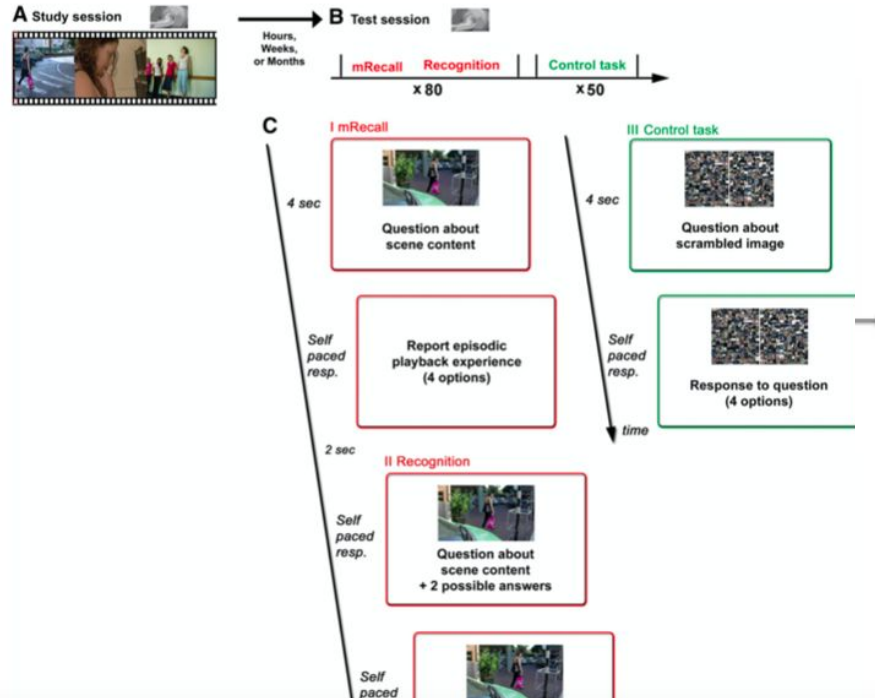 A Study session
Hours,
Weeks,
or Months
B Test session
mRecall Recognition
x 80
Control task
x 50
C
I mRecall
4 sec
Question about
scene content
Self
paced
resp.
Report episodic
playback experience
(4 options)
2 sec
II Recognition
Self
paced
resp.
Question about
scene content
+ 2 possible answers
Self
paced
III Control task
4 sec
Question about
scrambled image
Self
paced
resp.
Response to question
(4 options)
time